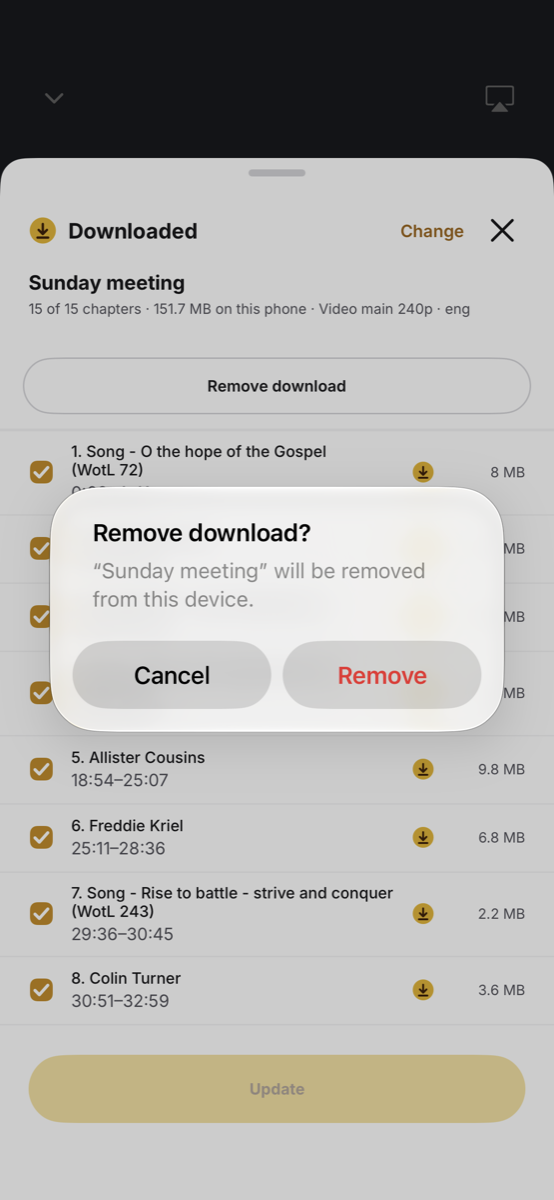 Downloaded
Change
Sunday meeting
15 of 15 chapters · 151.7 MB on this phone · Video main 240p · eng
Remove download
1. Song - O the hope of the Gospel
(WotL 72)
8 MB
Remove download?
“Sunday meeting” will be removed
from this device.
Cancel
Remove
MB
MB
MB
5. Allister Cousins
18:54–25:07
9.8 MB
6. Freddie Kriel
25:11–28:36
6.8 MB
7. Song - Rise to battle - strive and conquer
(WotL 243)
29:36–30:45
2.2 MB
8. Colin Turner
30:51–32:59
3.6 MB
Update